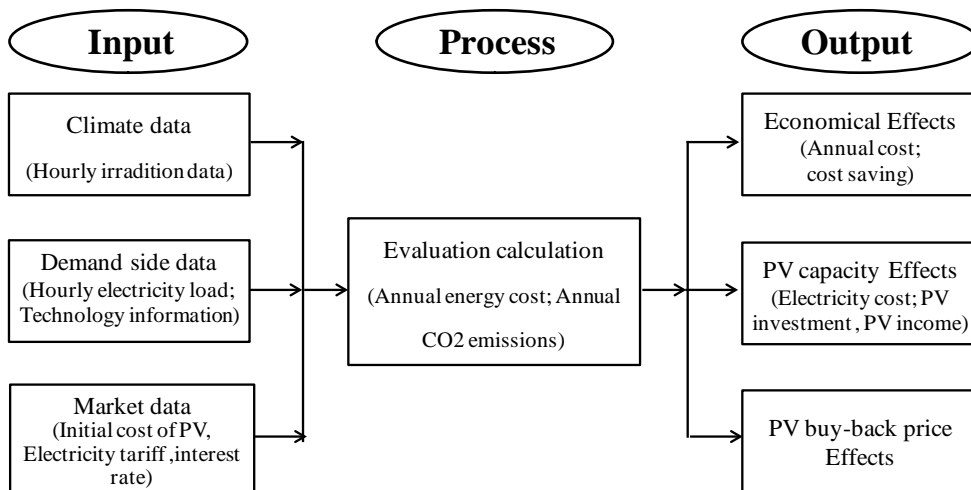 Input
Process
Output
Climate data
(Hourly irradition data)
Demand side data
(Hourly electricity load;
Technology information)
Market data
(Initial cost of PV,
Electricity tariff ,interest
rate)
Evaluation calculation
(Annual energy cost; Annual
CO2 emissions)
Economical Effects
(Annual cost;
cost saving)
PV capacity Effects
(Electricity cost; PV
investment , PV income)
PV buy-back price
Effects